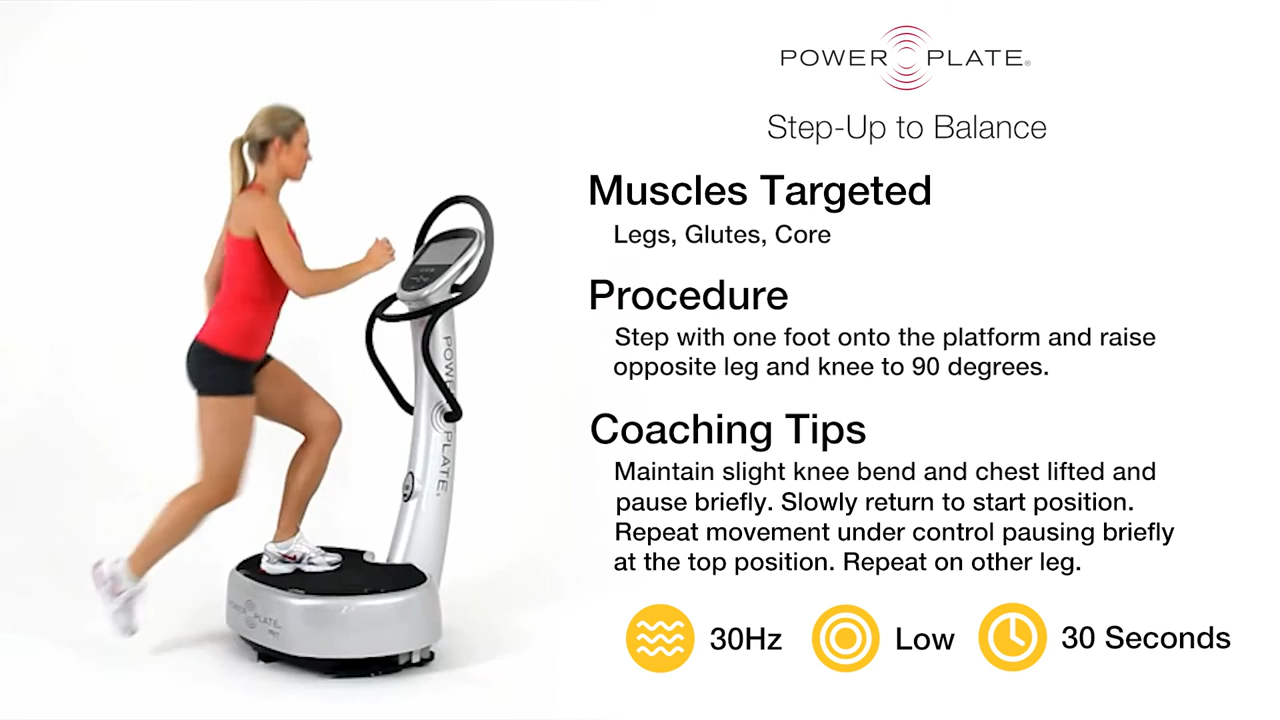 POWER PLATE®
Step-Up to Balance
Muscles Targeted
Legs, Glutes, Core
Procedure
Step with one foot onto the platform and raise
opposite leg and knee to 90 degrees.
Coaching Tips
Maintain slight knee bend and chest lifted and
pause briefly. Slowly return to start position.
Repeat movement under control pausing briefly
at the top position. Repeat on other leg.
30Hz
Low
30 Seconds
POWER PLATE
POWER PLATE